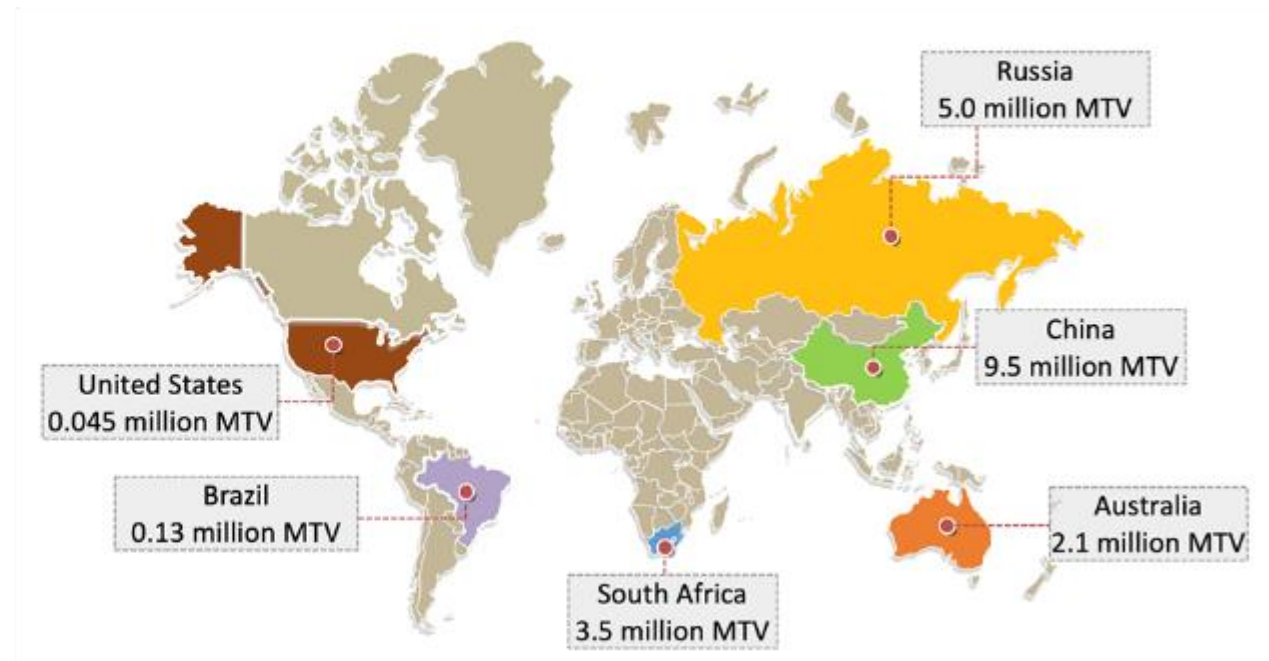 Russia
5.0 million MTV
China
9.5 million MTV
United States
0.045 million MTV
Brazil
0.13 million MTV
Australia
2.1 million MTV
South Africa
3.5 million MTV